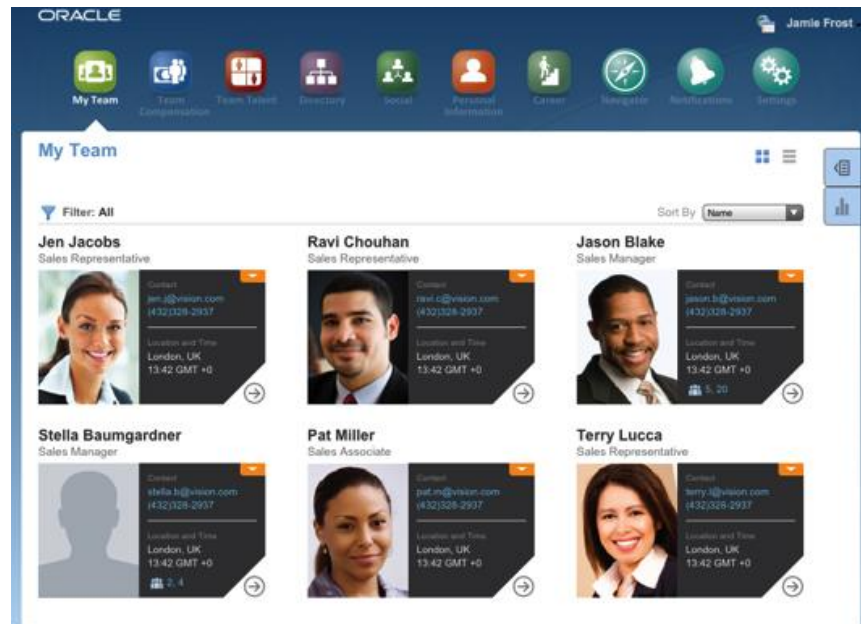 ORACLE
Jamie Frost
My Team
Team Compensation
Team Talent
Directory
Social
Personal Information
Career
Navigator
Notifications
Settings
My Team
Filter: All
Sort By Name
Jen Jacobs
Sales Representative
Contact
jen.j@vision.com
(432)328-2937
Location and Time
London, UK
13:42 GMT +0
Ravi Chouhan
Sales Representative
Contact
ravi.c@vision.com
(432)328-2937
Location and Time
London, UK
13:42 GMT +0
Jason Blake
Sales Manager
Contact
jason.b@vision.com
(432)328-2937
Location and Time
London, UK
13:42 GMT +0
5, 20
Stella Baumgardner
Sales Manager
Contact
stella.b@vision.com
(432)328-2937
Location and Time
London, UK
13:42 GMT +0
2, 4
Pat Miller
Sales Associate
Contact
pat.m@vision.com
(432)328-2937
Location and Time
London, UK
13:42 GMT +0
Terry Lucca
Sales Representative
Contact
terry.l@vision.com
(432)328-2937
Location and Time
London, UK
13:42 GMT +0